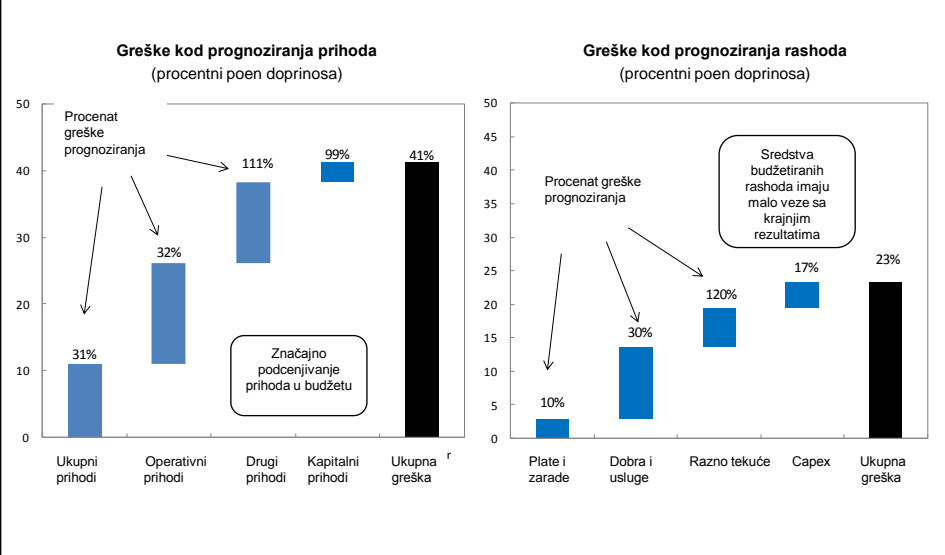 Greške kod prognoziranja prihoda
(procentni poen doprinosa)
50
40
30
20
10
0
Procenat
greške
prognoziranja
31%
32%
111%
99%
41%
Značajno
podcenjivanje
prihoda u budžetu
Ukupni
prihodi
Operativni
prihodi
Drugi
prihodi
Kapitalni
prihodi
Ukupna
greška
r
Greške kod prognoziranja rashoda
(procentni poen doprinosa)
50
45
40
35
30
25
20
15
10
5
0
Procenat greške
prognoziranja
Sredstva
budžetiranih
rashoda imaju
malo veze sa
krajnjim
rezultatima
10%
30%
120%
17%
23%
Plate i
zarade
Dobra i
usluge
Razno tekuće
Capex
Ukupna
greška